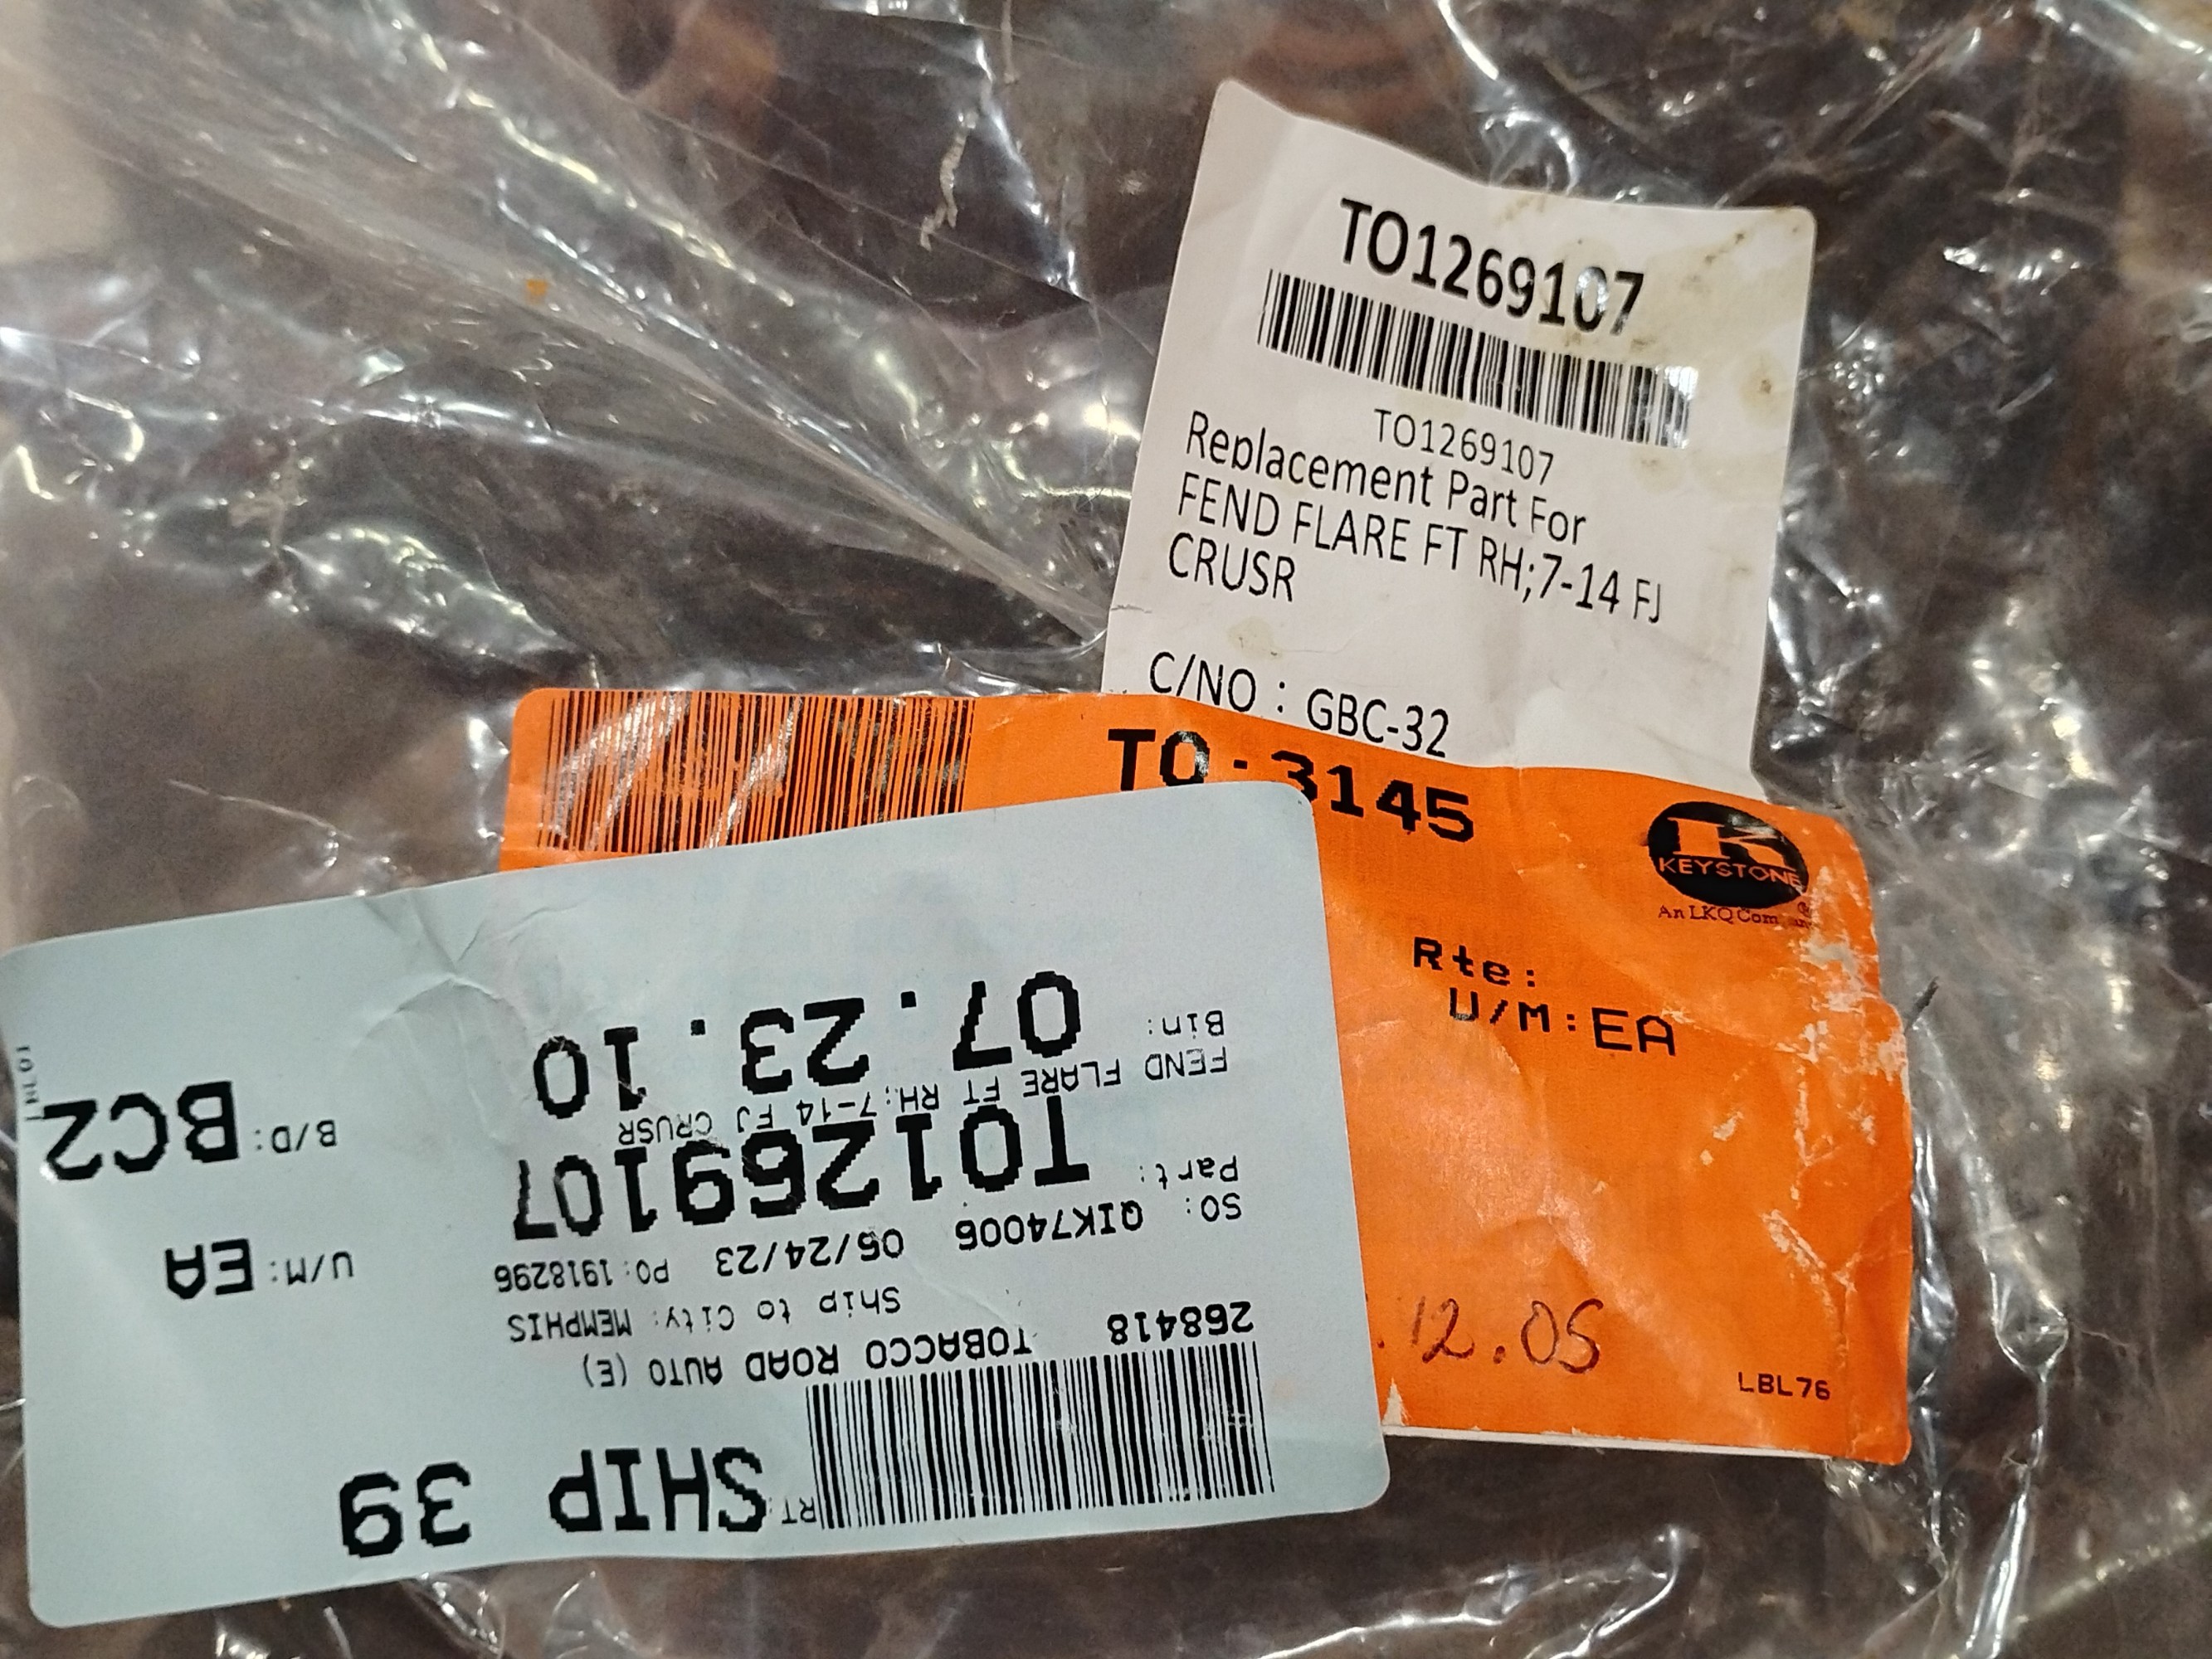 TO1269107
TO1269107
Replacement Part For
FEND FLARE FT RH;7-14 FJ
CRUSR
C/NO : GBC-32
TO-3145
KEYSTONE
An LKQ Com
Rte:
U/M:EA
.12.05
LBL76
RT: SHIP 39
268418 TOBACCO ROAD AUTO (E)
Ship to City: MEMPHIS
SO: QIK74006 05/24/23 PO:1918296
U/M:EA
Part: TO1269107
FEND FLARE FT RH;7-14 FJ CRUSR
B/D: BC2
Bin: 07.23.10